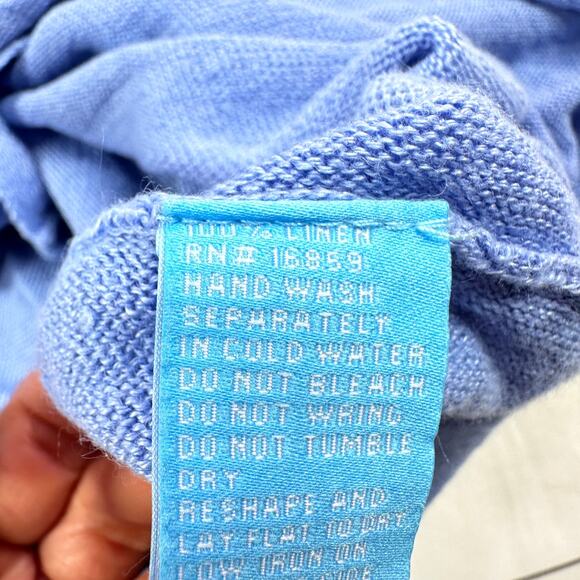 100% LINEN
RN# 16859
HAND WASH
SEPARATELY
IN COLD WATER
DO NOT BLEACH
DO NOT WRING
DO NOT TUMBLE
DRY
RESHAPE AND
LAY FLAT TO DRY
LOW IRON ON